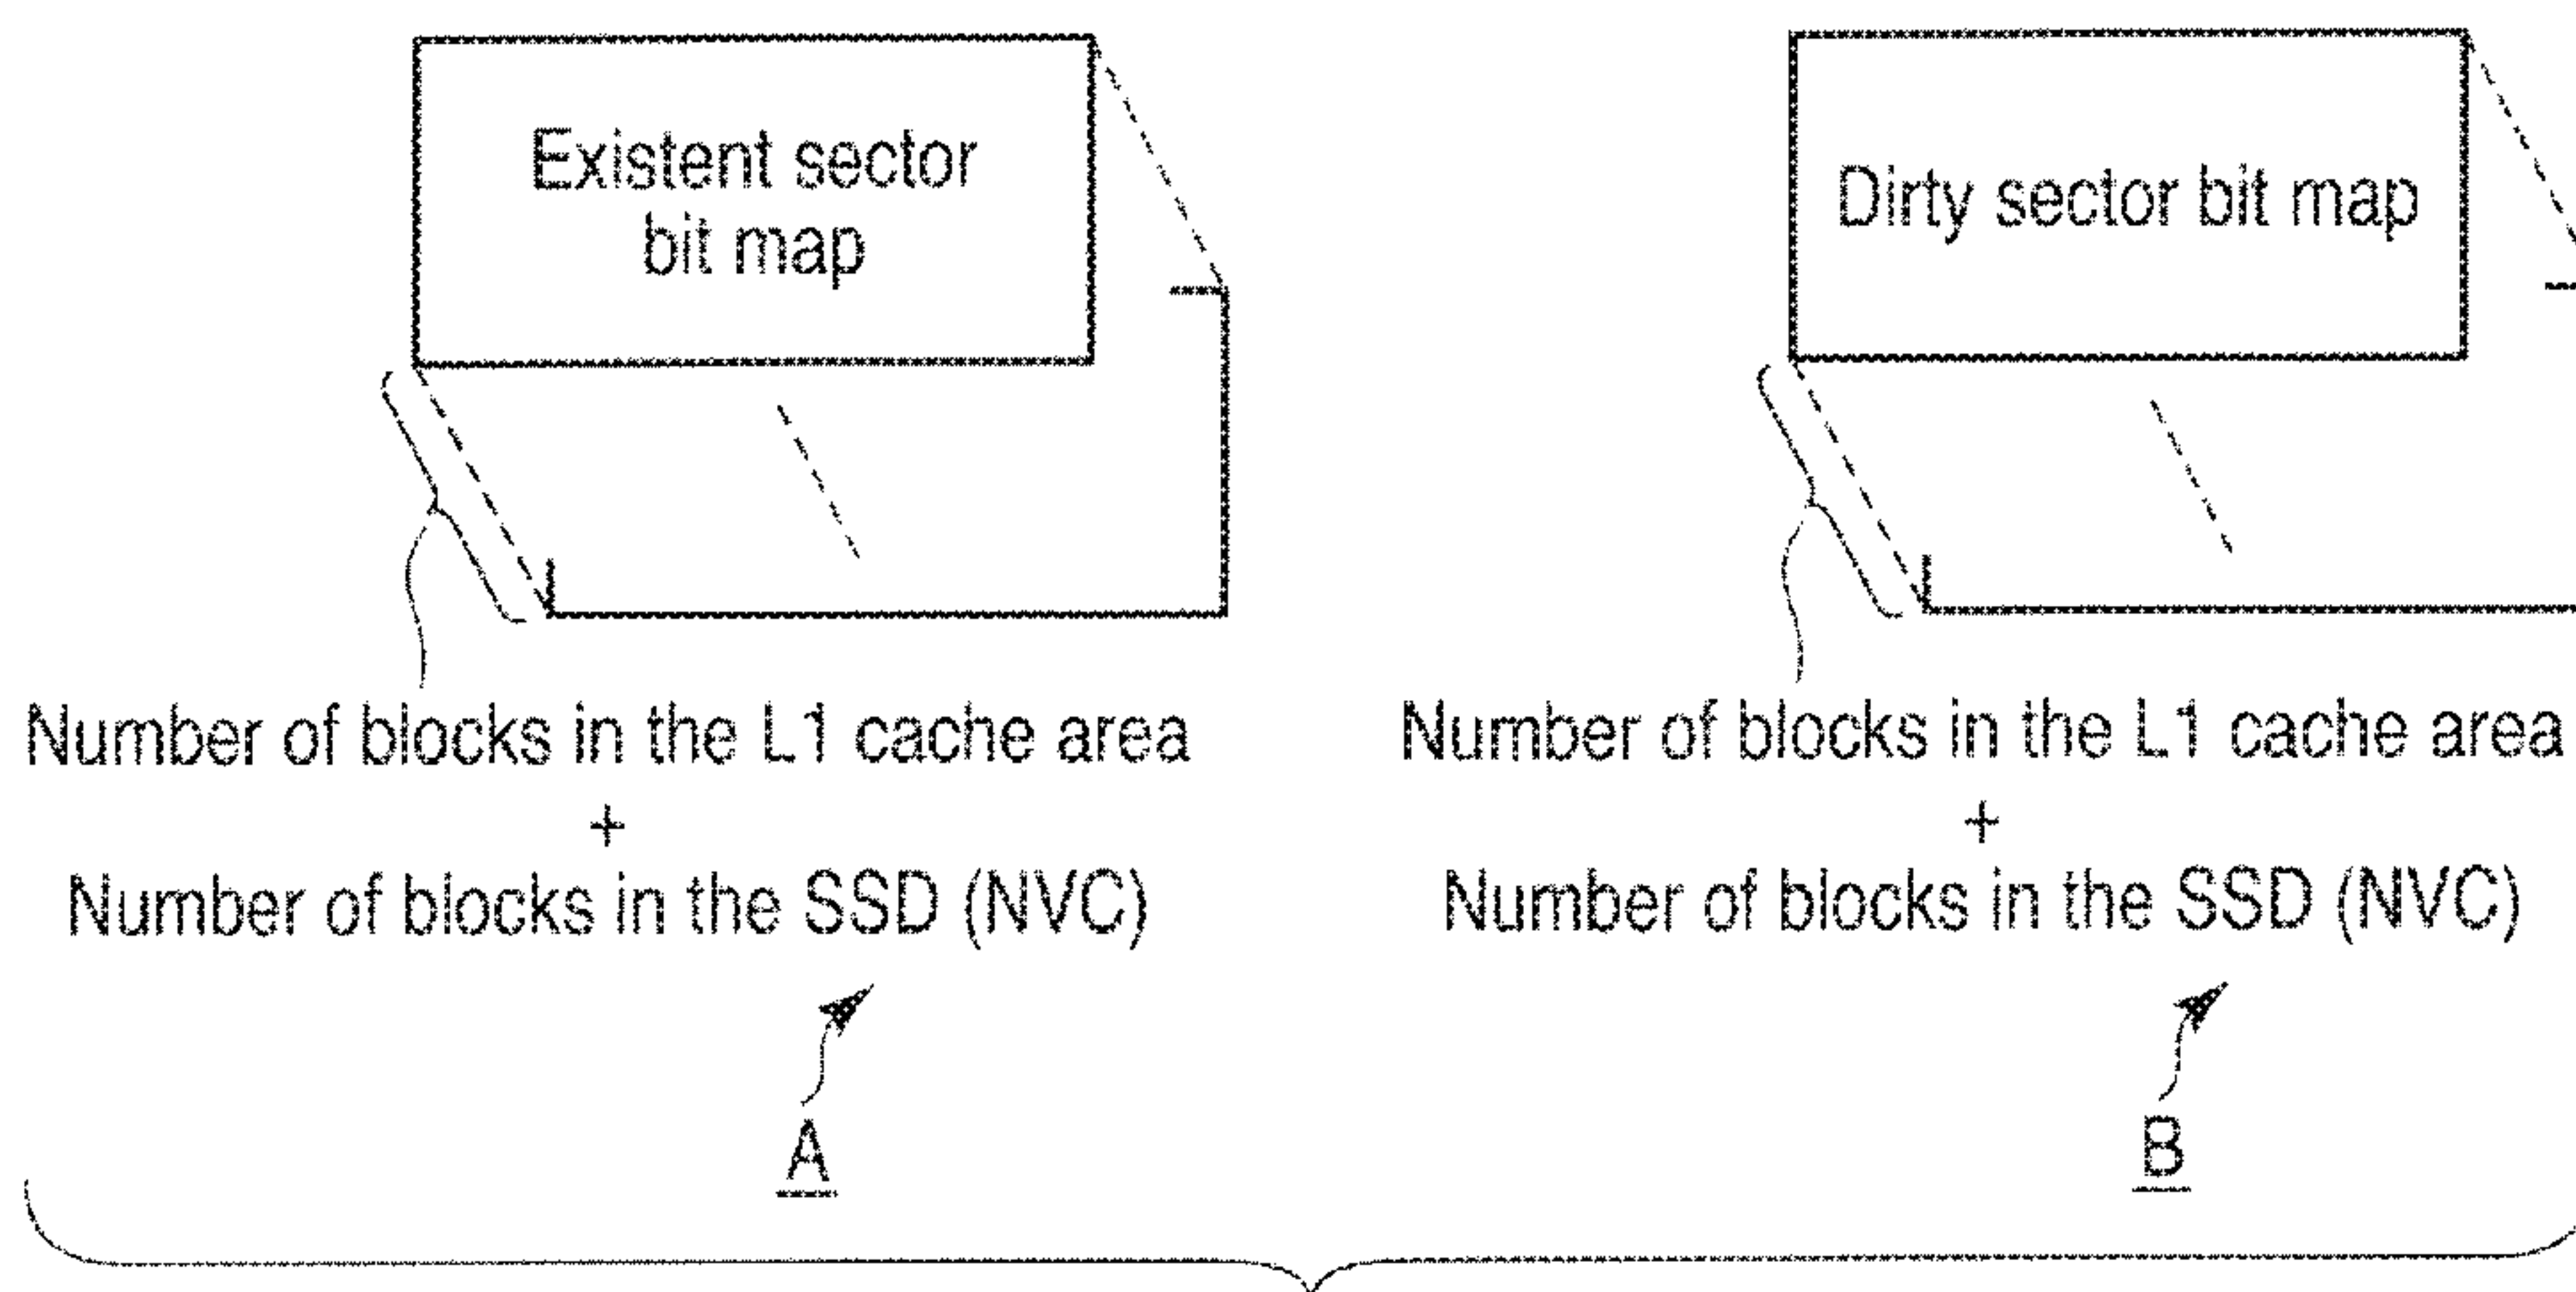 Existent sector
bit map
Number of blocks in the L1 cache area
+
Number of blocks in the SSD (NVC)
A
Dirty sector bit map
Number of blocks in the L1 cache area
+
Number of blocks in the SSD (NVC)
B